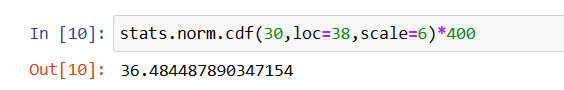 In [10]: stats.norm.cdf(30,loc=38,scale=6)*400
Out[10]: 36.484487890347154